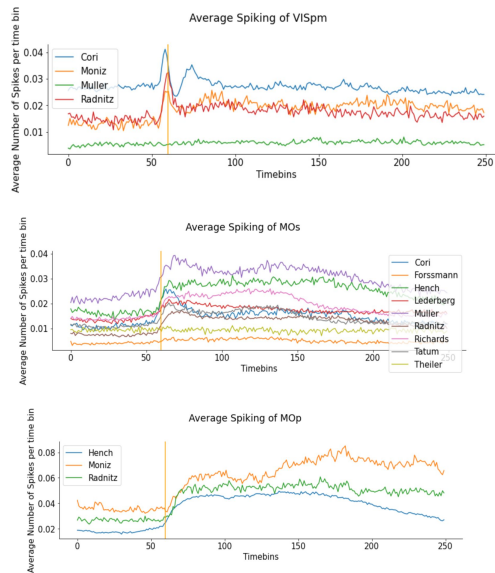 Average Spiking of VISpm
Average Number of Spikes per time bin
0.04
0.03
0.02
0.01
Cori
Moniz
Muller
Radnitz
0 50 100 150 200 250
Timebins
Average Spiking of MOs
Average Number of Spikes per time bin
0.04
0.03
0.02
0.01
Cori
Forssmann
Hench
Lederberg
Muller
Radnitz
Richards
Tatum
Theiler
0 50 100 150 200 250
Timebins
Average Spiking of MOp
Average Number of Spikes per time bin
0.08
0.06
0.04
0.02
Hench
Moniz
Radnitz
0 50 100 150 200 250
Timebins